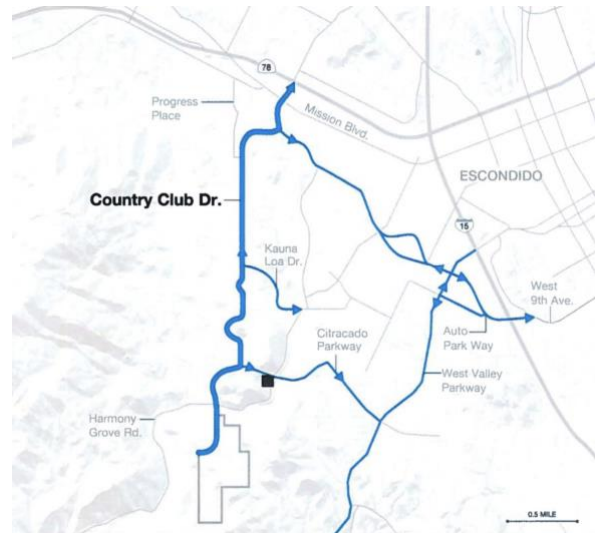 78
Progress
Place
Mission Blvd.
ESCONDIDO
Country Club Dr.
15
Kauna
Loa Dr.
West
9th Ave.
Citracado
Parkway
Auto
Park Way
West Valley
Parkway
Harmony
Grove Rd.
0.5 MILE